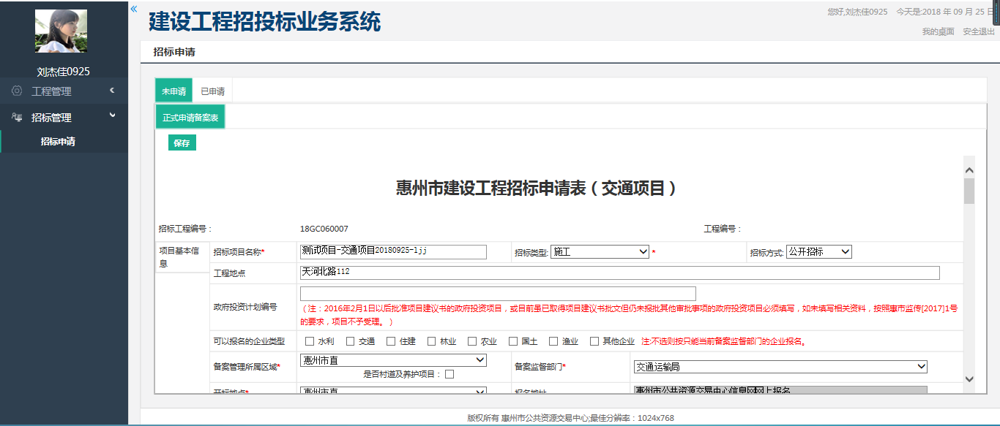 建设工程招投标业务系统
您好,刘杰佳0925 今天是:2018 年 09 月 25 日
我的桌面 安全退出
刘杰佳0925
工程管理
招标管理
招标申请
招标申请
未申请 已申请
正式申请备案表
保存
惠州市建设工程招标申请表（交通项目）
招标工程编号： 18GC060007 工程编号：
项目基本信息
招标项目名称* 测试项目-交通项目20180925-ljj 招标类型: 施工 * 招标方式: 公开招标
工程地点 天河北路112
政府投资计划编号
（注：2016年2月1日以后批准项目建议书的政府投资项目，或目前虽已取得项目建议书批文但仍未报批其他审批事项的政府投资项目必须填写，如未填写相关资料，按照惠市监传[2017]1号
的要求，项目不予受理。）
可以报名的企业类型 水利 交通 住建 林业 农业 国土 渔业 其他企业 注:不选则按只能当前备案监督部门的企业报名。
备案管理所属区域* 惠州市直 备案监督部门* 交通运输局
是否村道及养护项目：
开标地点* 惠州市直 报名地址 惠州市公共资源交易中心信息网网上报名
版权所有 惠州市公共资源交易中心;最佳分辨率：1024x768